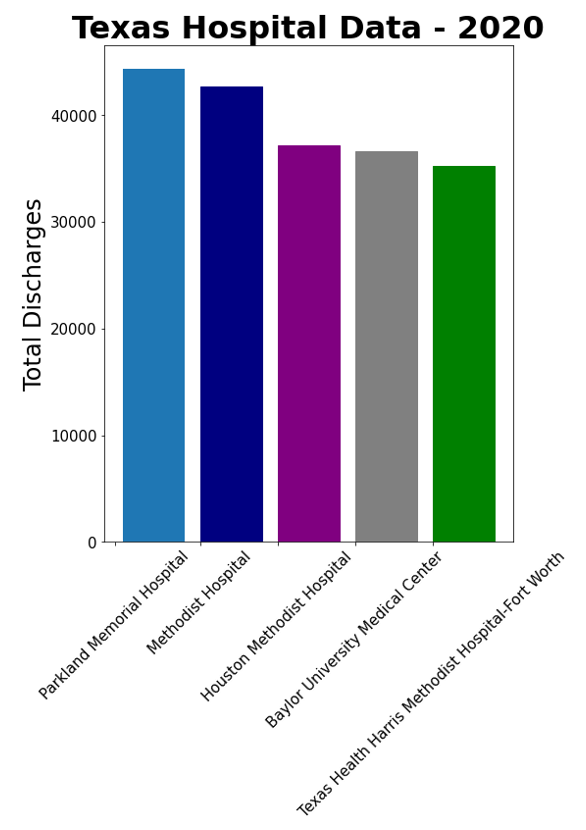 Texas Hospital Data - 2020
Total Discharges
40000
30000
20000
10000
0
Parkland Memorial Hospital
Methodist Hospital
Houston Methodist Hospital
Baylor University Medical Center
Texas Health Harris Methodist Hospital-Fort Worth